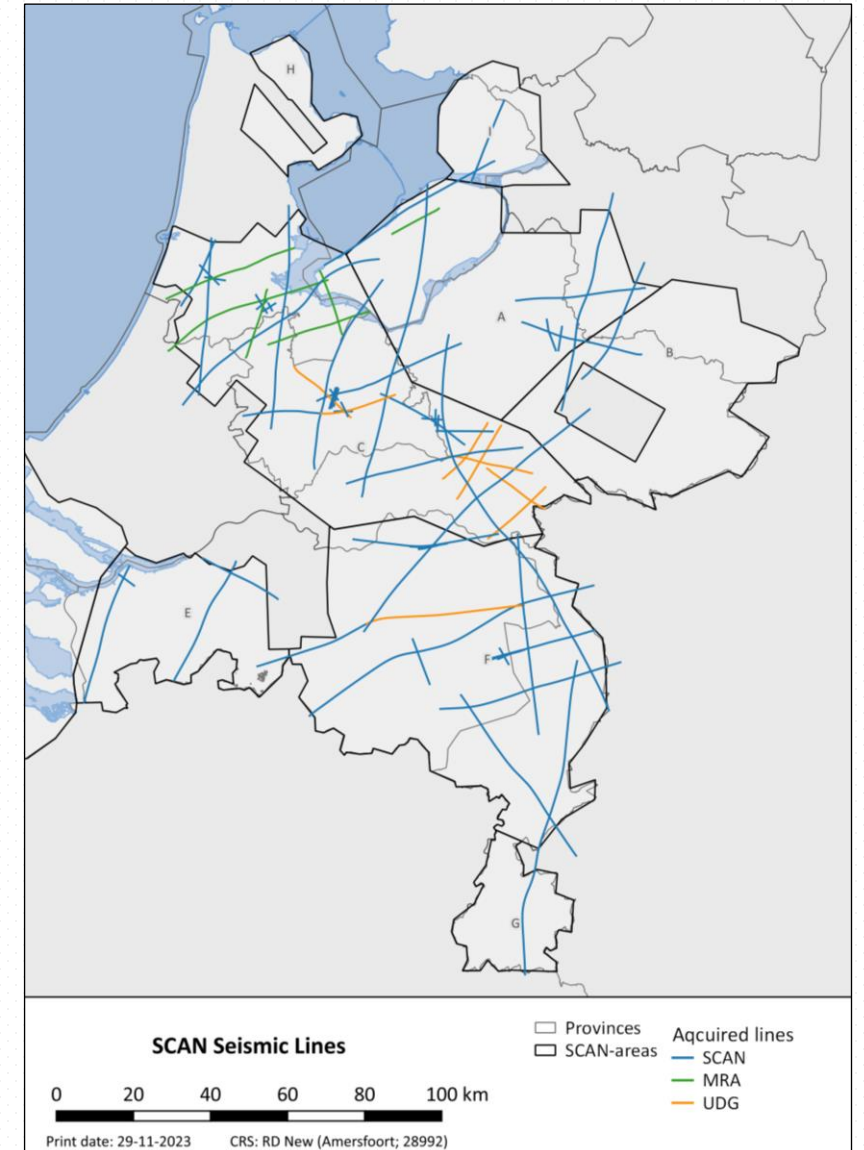 H
I
A
B
C
E
F
G
SCAN Seismic Lines
0 20 40 60 80 100 km
Print date: 29-11-2023 CRS: RD New (Amersfoort; 28992)
Provinces
SCAN-areas
Aqcuired lines
SCAN
MRA
UDG